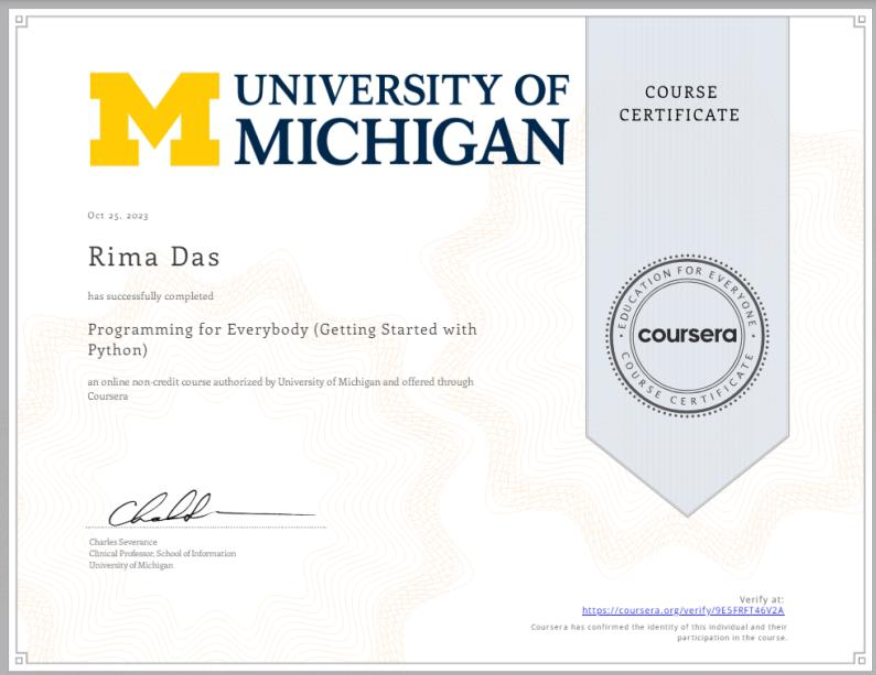 UNIVERSITY OF
MICHIGAN
COURSE
CERTIFICATE
Oct 25, 2023
Rima Das
has successfully completed
Programming for Everybody (Getting Started with
Python)
an online non-credit course authorized by University of Michigan and offered through
Coursera
EDUCATION FOR EVERYONE
coursera
COURSE CERTIFICATE
Charles Severance
Clinical Professor, School of Information
University of Michigan
Verify at:
https://coursera.org/verify/9E5FRFT46V2A
Coursera has confirmed the identity of this individual and their
participation in the course.